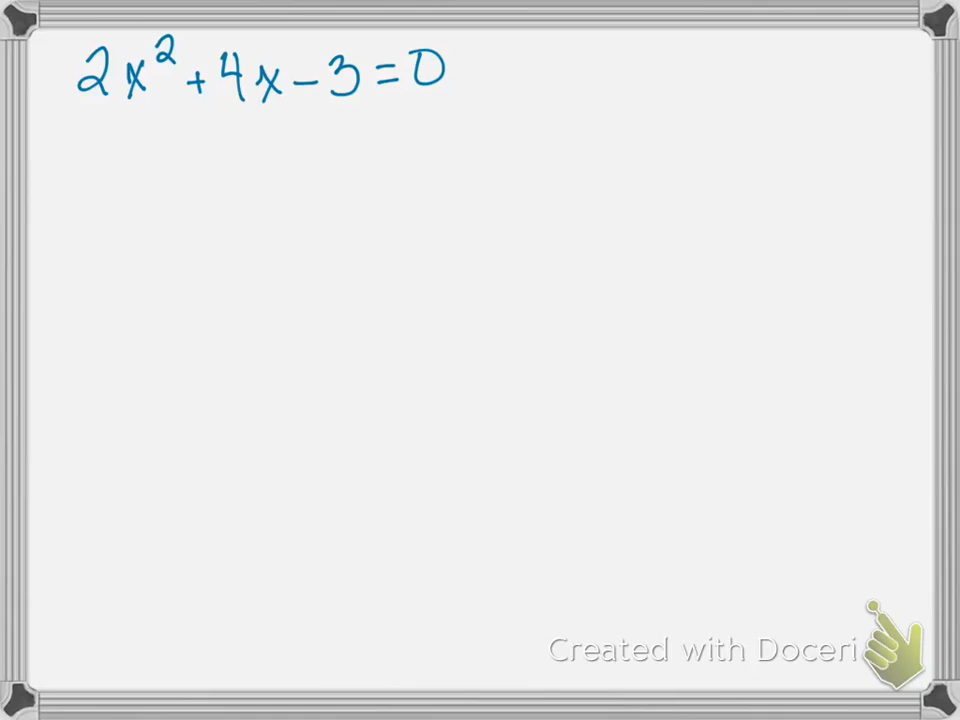 2x² + 4x - 3 = 0
Created with Doceri